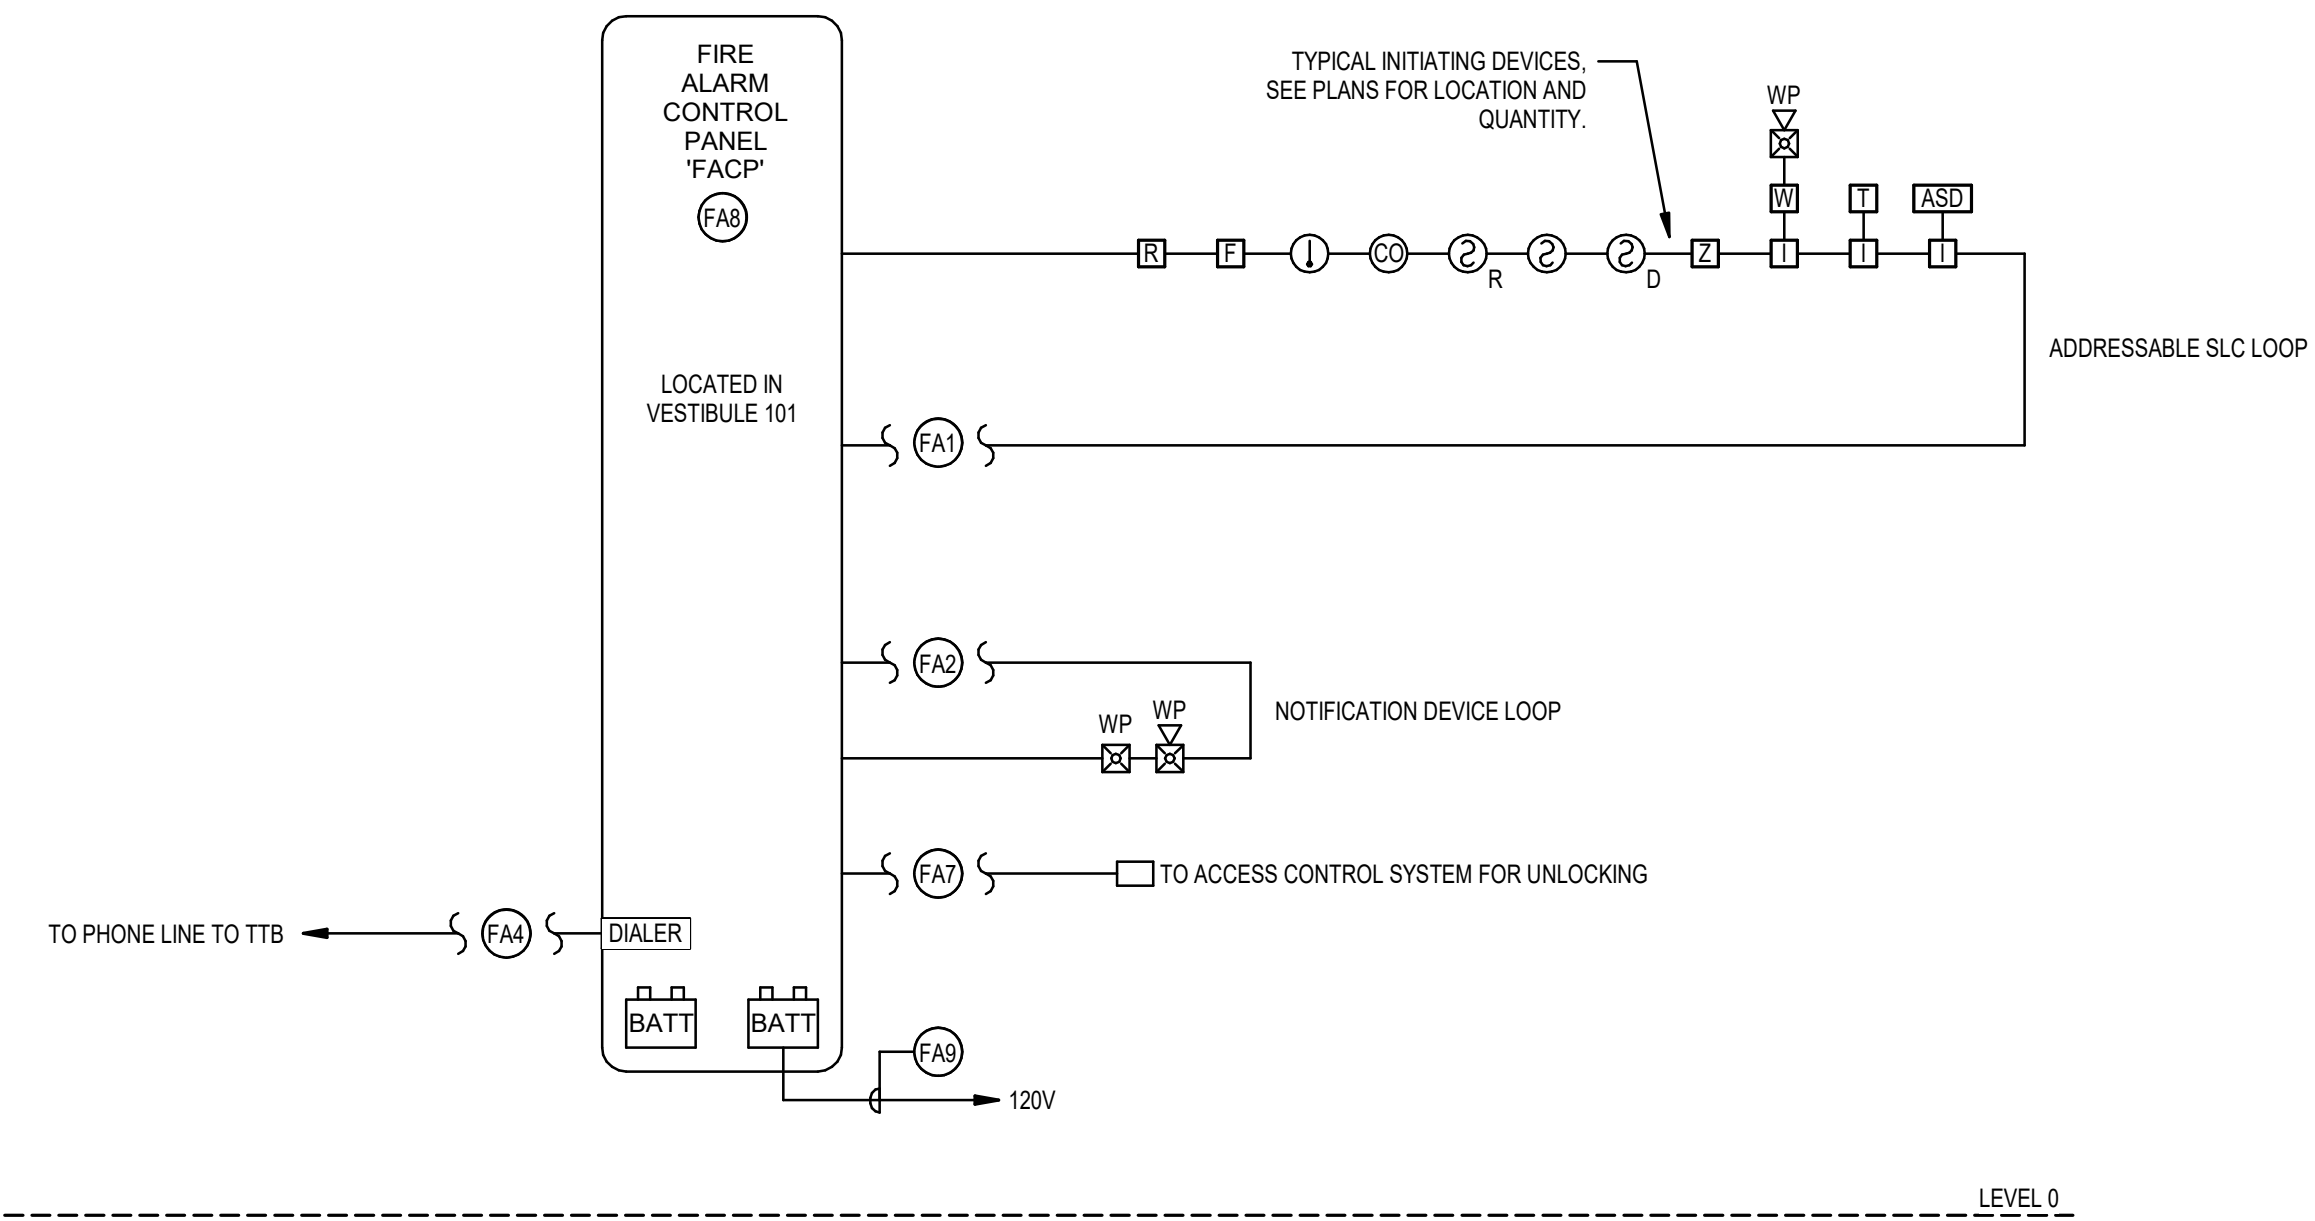 FIRE
ALARM
CONTROL
PANEL
'FACP'
FA8
LOCATED IN
VESTIBULE 101
TYPICAL INITIATING DEVICES,
SEE PLANS FOR LOCATION AND
QUANTITY.
WP
W
T
ASD
R
F
CO
R
D
Z
I
I
I
ADDRESSABLE SLC LOOP
FA1
FA2
WP
WP
NOTIFICATION DEVICE LOOP
FA7
TO ACCESS CONTROL SYSTEM FOR UNLOCKING
TO PHONE LINE TO TTB
FA4
DIALER
BATT
BATT
FA9
120V
LEVEL 0